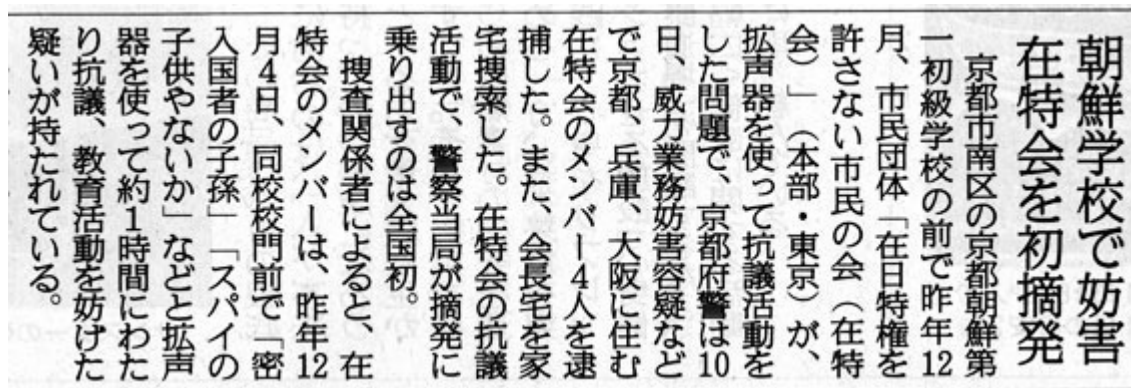 朝鮮学校で妨害
在特会を初摘発
京都市南区の京都朝鮮第
一初級学校の前で昨年12
月、市民団体「在日特権を
許さない市民の会（在特
会）」（本部・東京）が、
拡声器を使って抗議活動を
した問題で、京都府警は10
日、威力業務妨害容疑など
で京都、兵庫、大阪に住む
在特会のメンバー4人を逮
捕した。また、会長宅を家
宅捜索した。在特会の抗議
活動で、警察当局が摘発に
乗り出すのは全国初。
捜査関係者によると、在
特会のメンバーは、昨年12
月4日、同校校門前で「密
入国者の子孫」「スパイの
子供やないか」などと拡声
器を使って約1時間にわた
り抗議、教育活動を妨げた
疑いが持たれている。